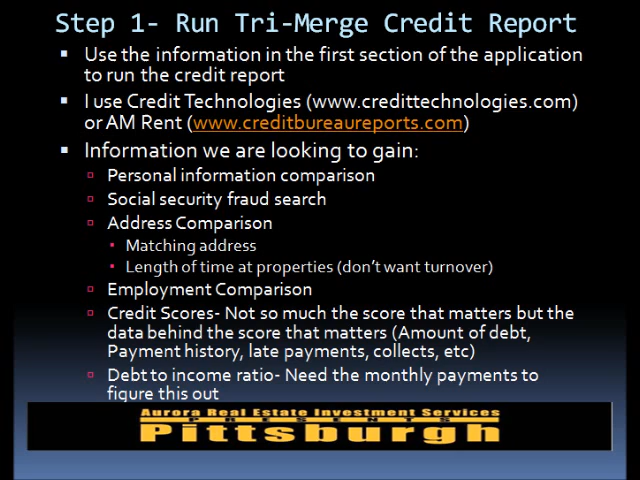 Step 1- Run Tri-Merge Credit Report
Use the information in the first section of the application
to run the credit report
I use Credit Technologies (www.credittechnologies.com)
or AM Rent (www.creditbureaureports.com)
Information we are looking to gain:
Personal information comparison
Social security fraud search
Address Comparison
Matching address
Length of time at properties (don't want turnover)
Employment Comparison
Credit Scores- Not so much the score that matters but the
data behind the score that matters (Amount of debt,
Payment history, late payments, collects, etc)
Debt to income ratio- Need the monthly payments to
figure this out
Aurora Real Estate Investment Services
PRESENTS
Pittsburgh